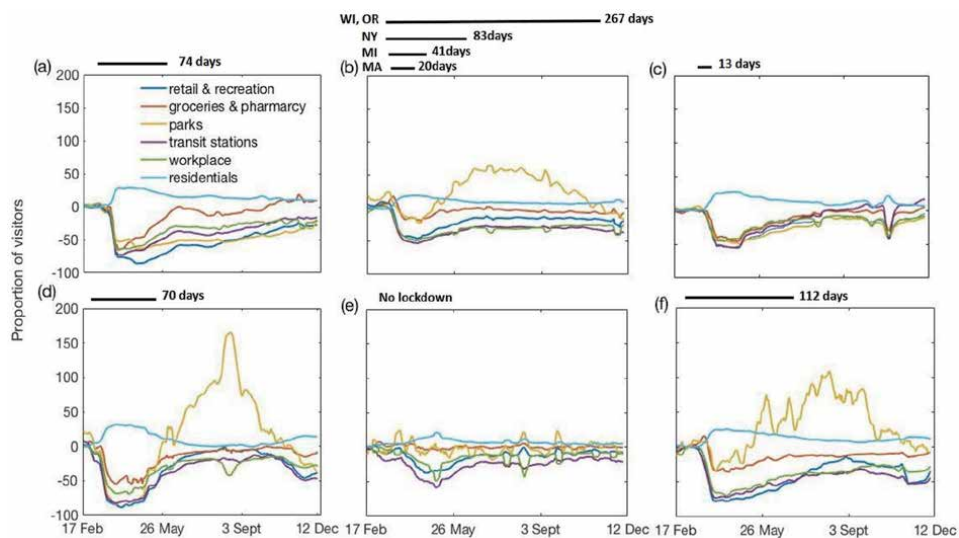 WI, OR 267 days
NY 83days
MI 41days
MA 20days
(a) 74 days
(b)
(c) 13 days
200
150
100
50
0
-50
-100
retail & recreation
groceries & pharmarcy
parks
transit stations
workplace
residentials
Proportion of visitors
(d) 70 days
(e) No lockdown
(f) 112 days
200
150
100
50
0
-50
-100
17 Feb 26 May 3 Sept 12 Dec
17 Feb 26 May 3 Sept 12 Dec
17 Feb 26 May 3 Sept 12 Dec